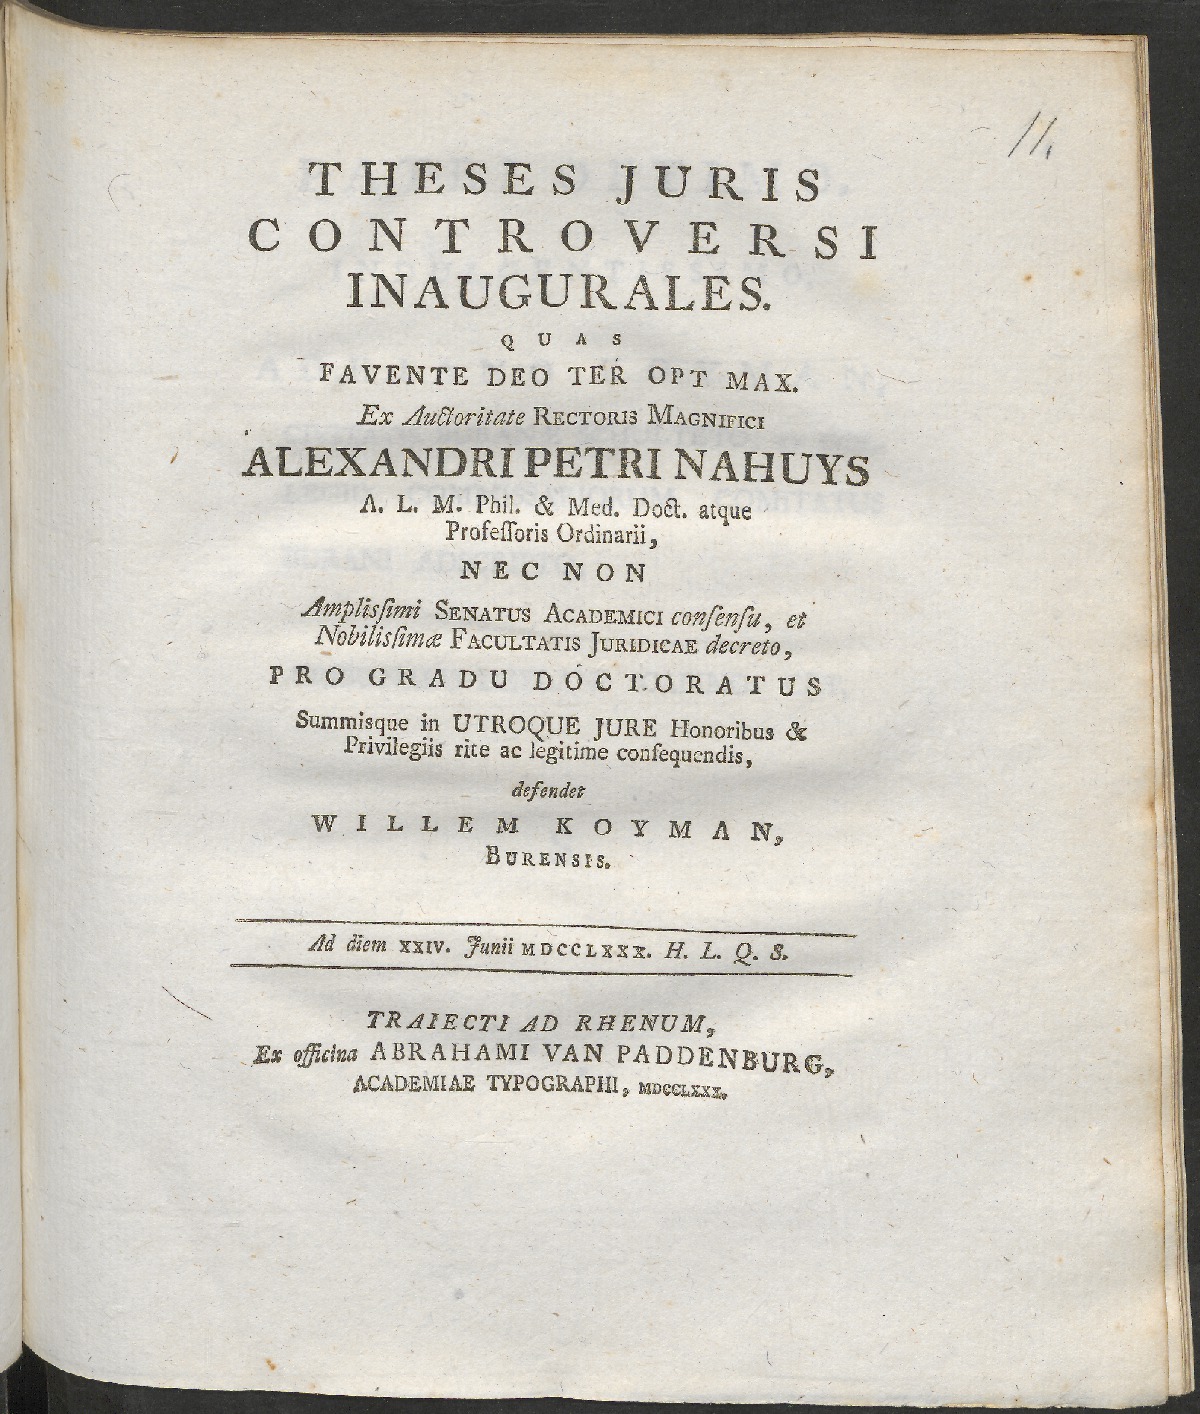 11.
THESES JURIS
CONTROVERSI
INAUGURALES.
QUAS
FAVENTE DEO TER OPT MAX.
Ex Auctoritate RECTORIS MAGNIFICI
ALEXANDRI PETRI NAHUYS
A. L. M. Phil. & Med. Doct. atque
Profeſſoris Ordinarii,
NEC NON
Ampliſſimi SENATUS ACADEMICI conſenſu, et
Nobilisſimæ FACULTATIS JURIDICAE decreto,
PRO GRADU DOCTORATUS
Summisque in UTROQUE JURE Honoribus &
Privilegiis rite ac legitime conſequendis,
defendet
WILLEM KOYMAN,
BURENSIS.
Ad diem XXIV. Junii MDCCLXXX. H. L. Q. S.
TRAIECTI AD RHENUM,
Ex officina ABRAHAMI VAN PADDENBURG,
ACADEMIAE TYPOGRAPHI, MDCCLXXX.